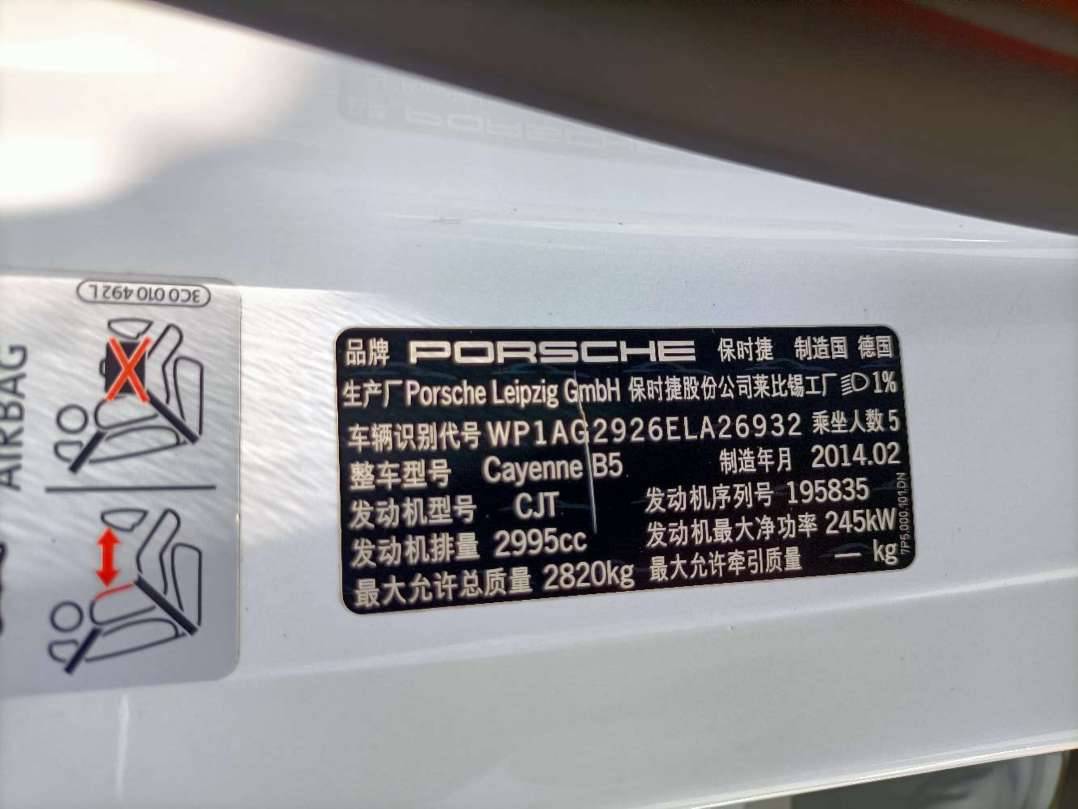 3C0 010 492 L
AIRBAG
品牌 PORSCHE 保时捷 制造国 德国
生产厂 Porsche Leipzig GmbH 保时捷股份公司莱比锡工厂 1%
车辆识别代号 WP1AG2926ELA26932 乘坐人数 5
整车型号 Cayenne B5 制造年月 2014.02
发动机型号 CJT 发动机序列号 195835
发动机排量 2995cc 发动机最大净功率 245kW
最大允许总质量 2820kg 最大允许牵引质量 — kg
7P5.000.101.DN
PORSCHE